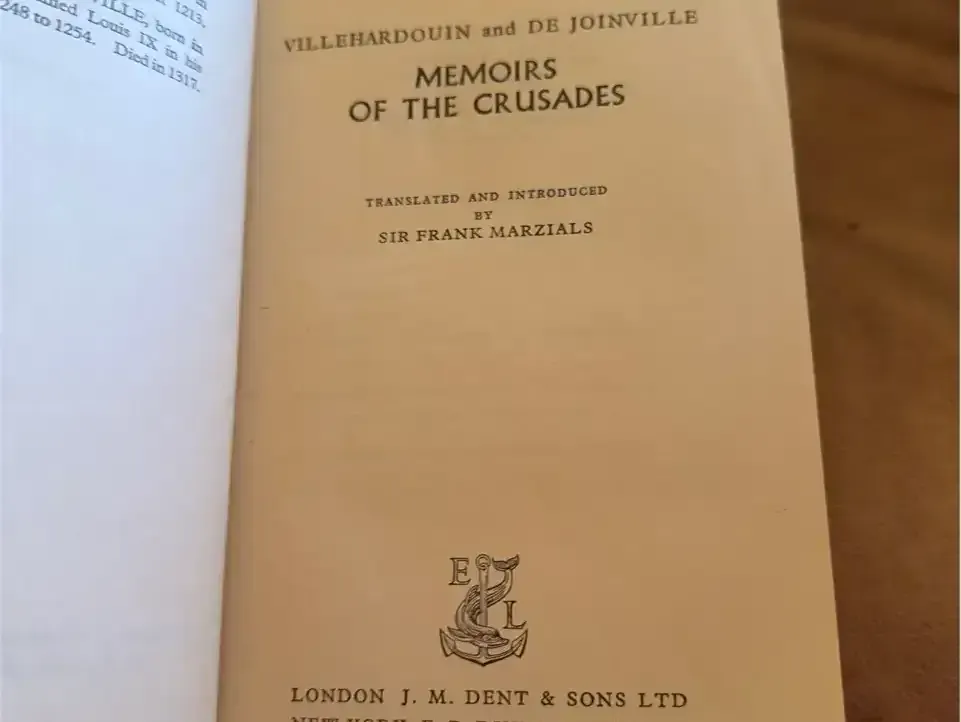 1213.
VILLE, born in
Louis IX in his
248 to 1254. Died in 1317.
VILLEHARDOUIN and DE JOINVILLE
MEMOIRS
OF THE CRUSADES
TRANSLATED AND INTRODUCED
BY
SIR FRANK MARZIALS
E
L
LONDON J. M. DENT & SONS LTD